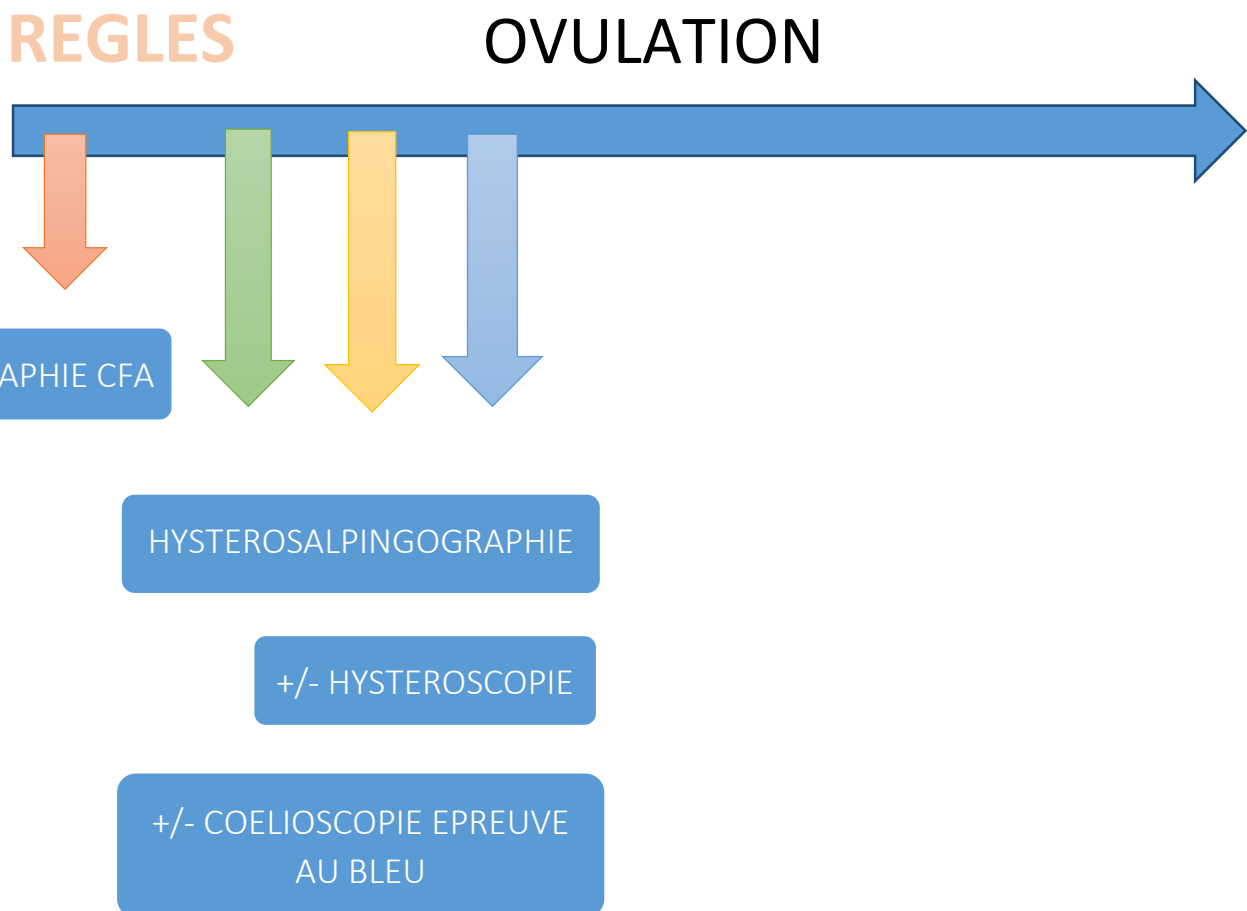 REGLES
OVULATION
APHIE CFA
HYSTEROSALPINGOGRAPHIE
+/- HYSTEROSCOPIE
+/- COELIOSCOPIE EPREUVE
AU BLEU